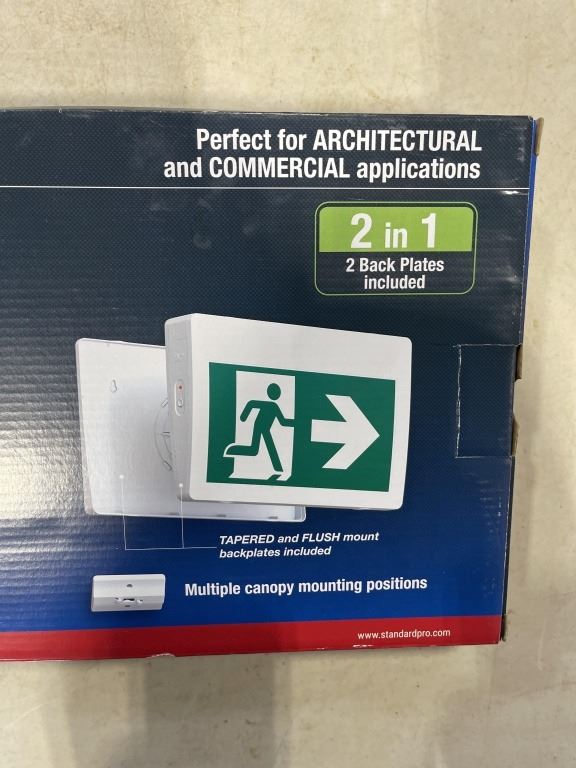 Perfect for ARCHITECTURAL
and COMMERCIAL applications
2 in 1
2 Back Plates
included
TAPERED and FLUSH mount
backplates included
Multiple canopy mounting positions
www.standardpro.com